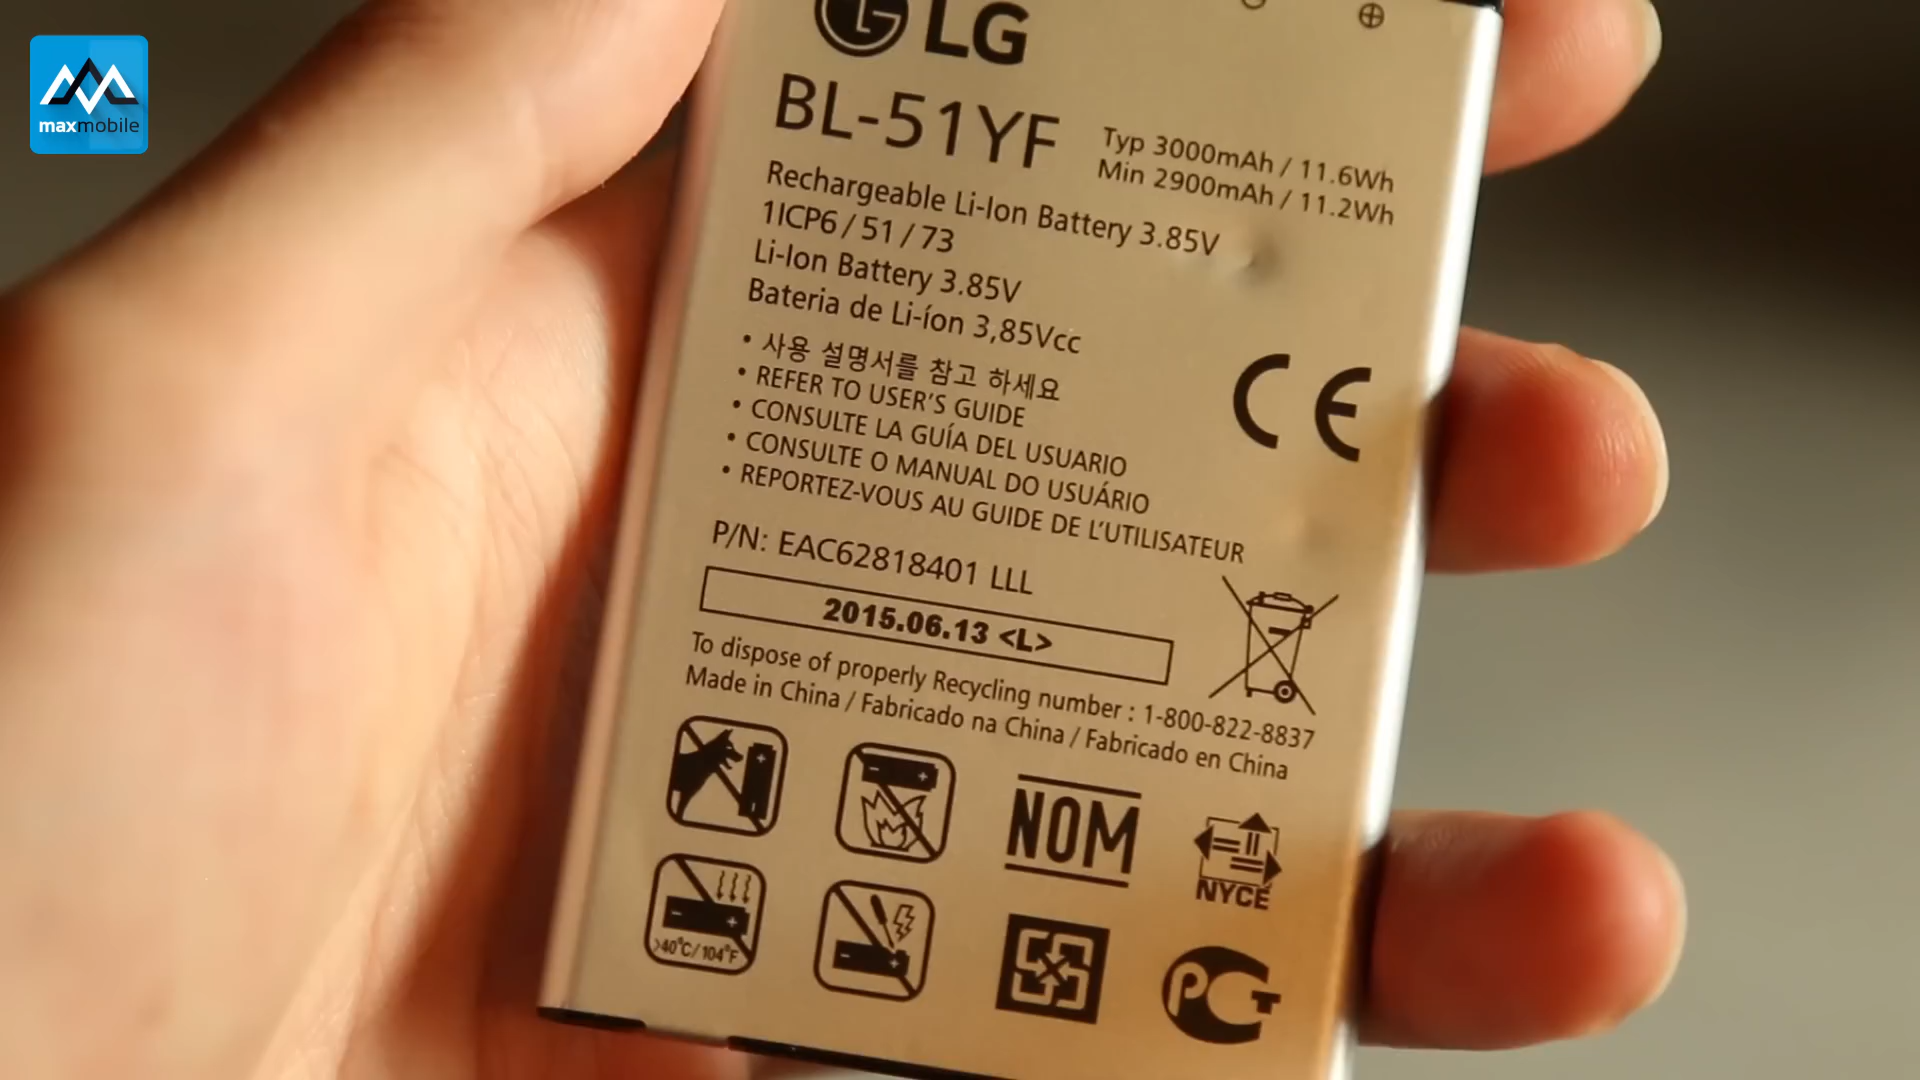 maxmobile
LG
BL-51YF
Typ 3000mAh / 11.6Wh
Min 2900mAh / 11.2Wh
Rechargeable Li-Ion Battery 3.85V
1ICP6 / 51 / 73
Li-Ion Battery 3.85V
Bateria de Li-íon 3,85Vcc
• 사용 설명서를 참고 하세요
• REFER TO USER'S GUIDE
• CONSULTE LA GUÍA DEL USUARIO
• CONSULTE O MANUAL DO USUÁRIO
• REPORTEZ-VOUS AU GUIDE DE L'UTILISATEUR
CE
P/N: EAC62818401 LLL
2015.06.13 <L>
To dispose of properly Recycling number : 1-800-822-8837
Made in China / Fabricado na China / Fabricado en China
NOM
NYCE
>40°C/104°F
PCT